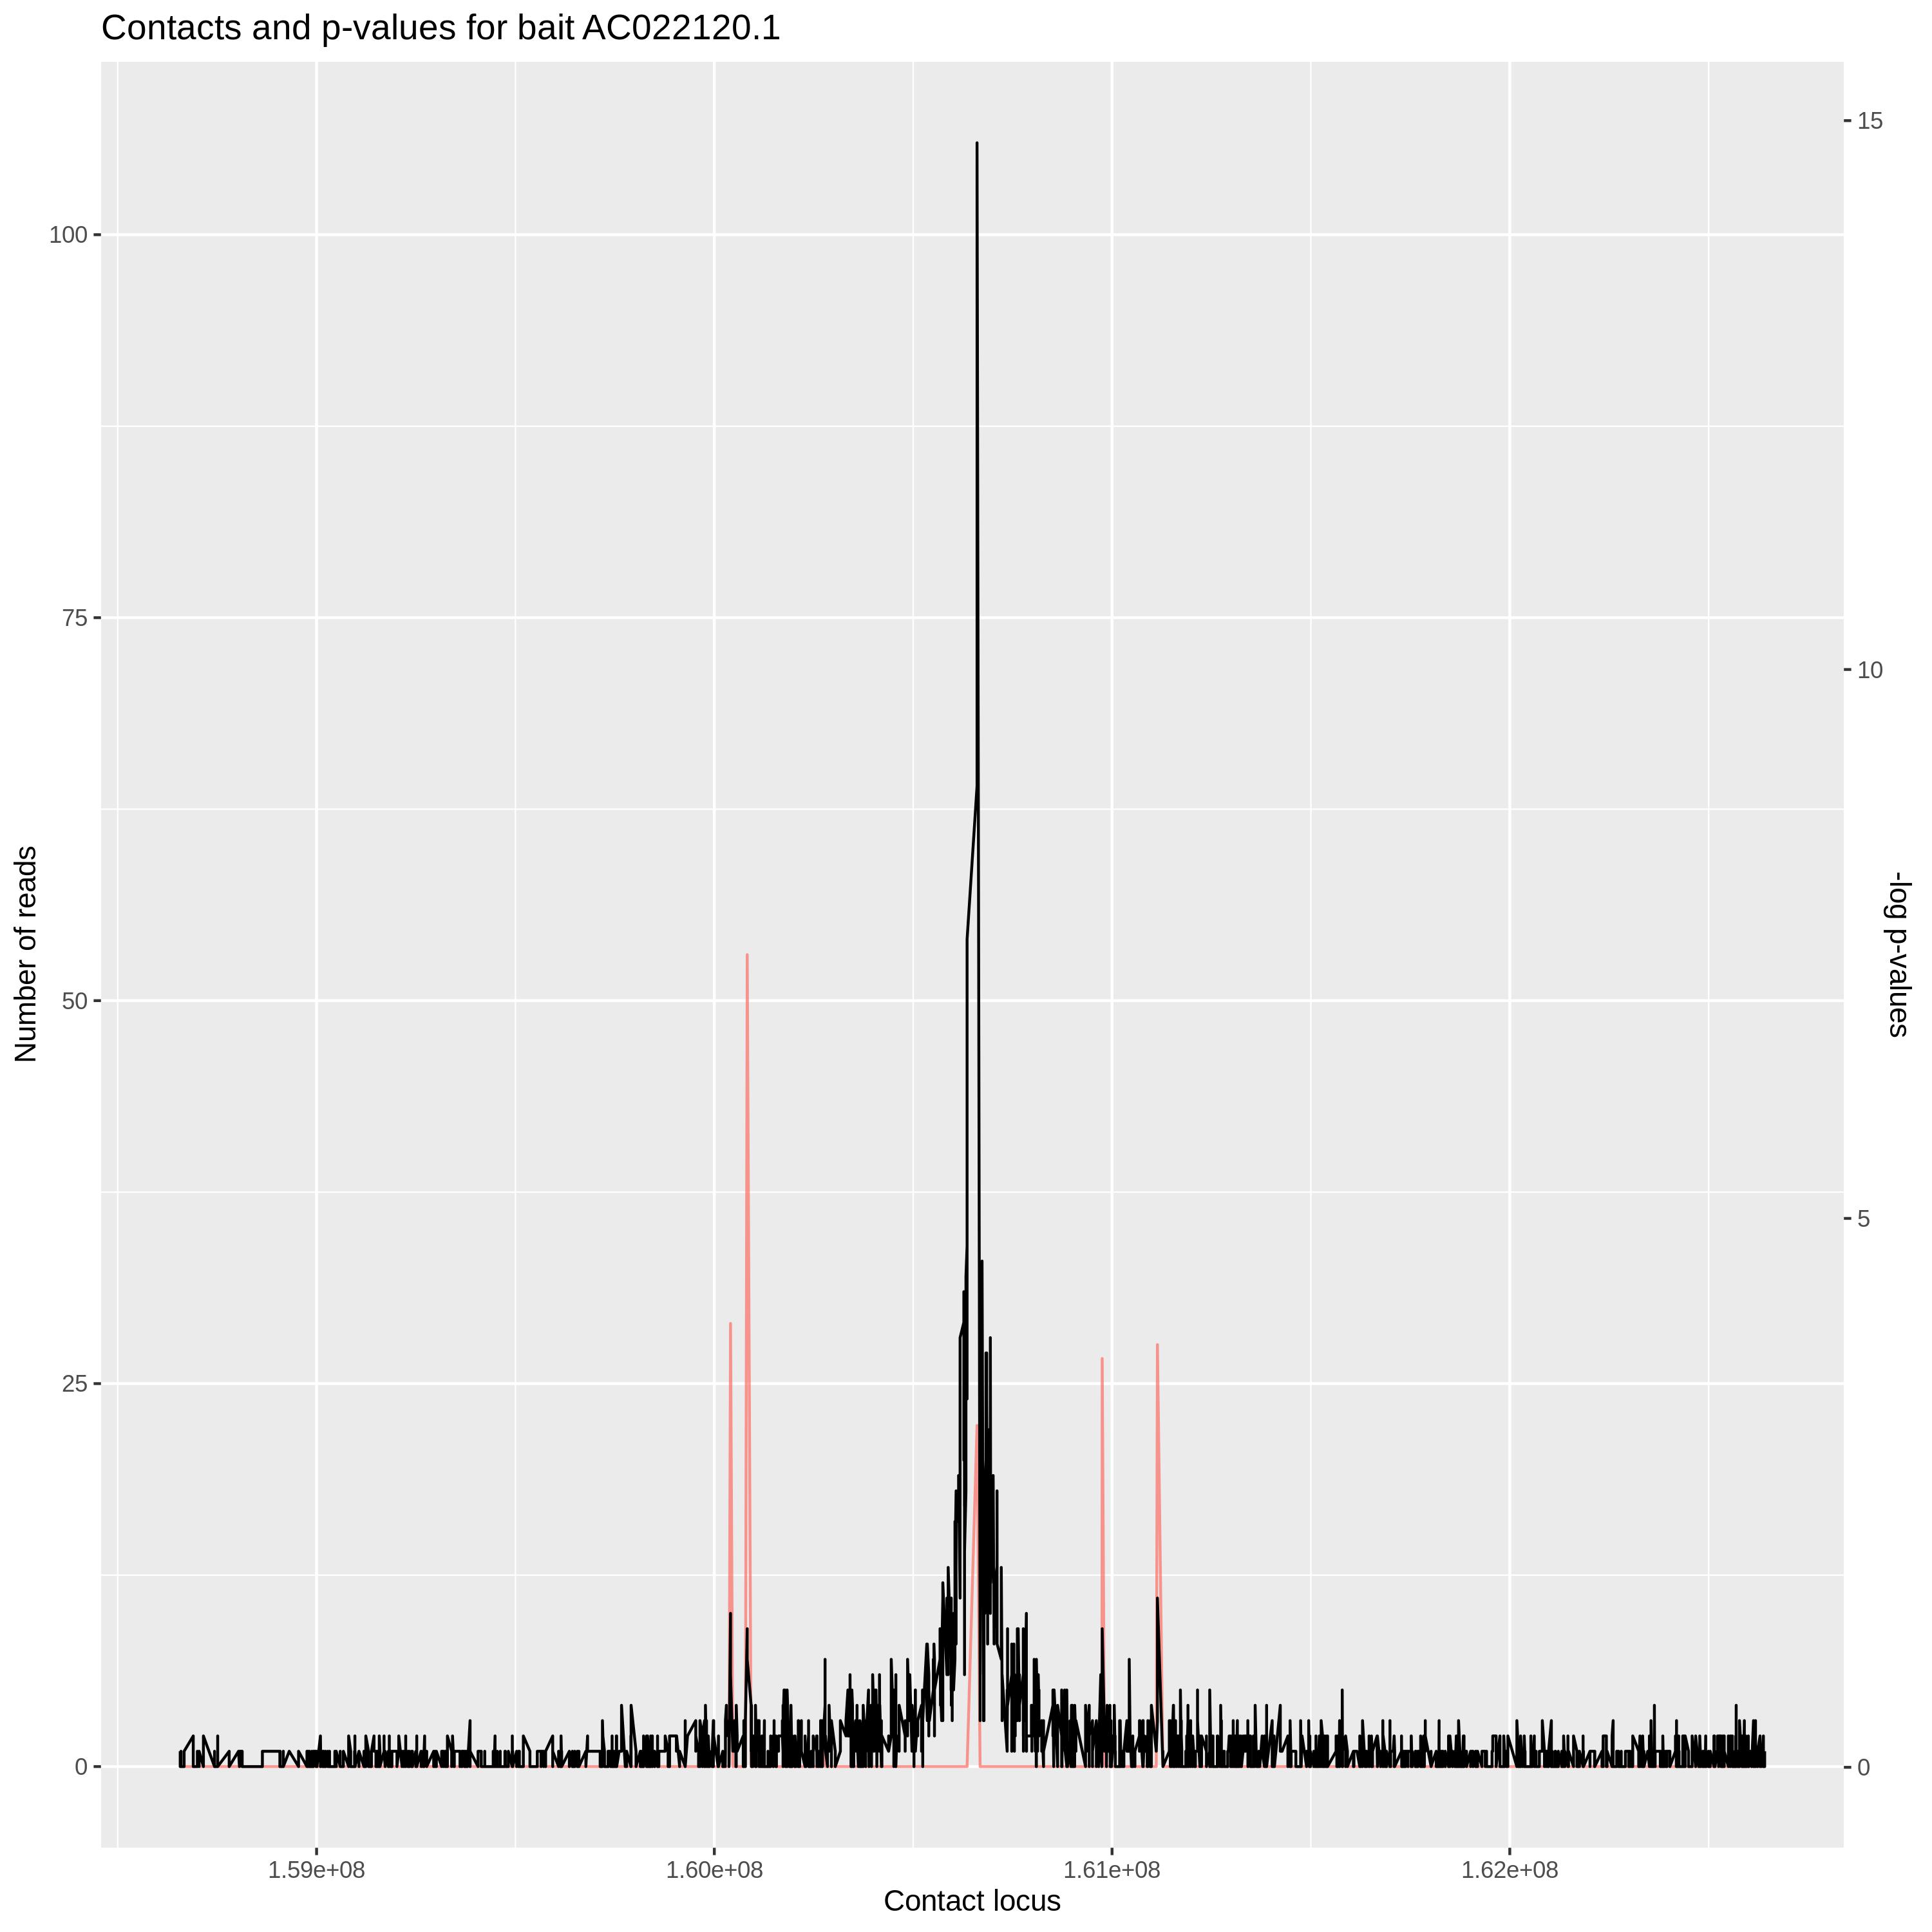 Contacts and p-values for bait AC022120.1
Number of reads
100
75
50
25
0
15
10
5
0
-log p-values
1.59e+08
1.60e+08
1.61e+08
1.62e+08
Contact locus